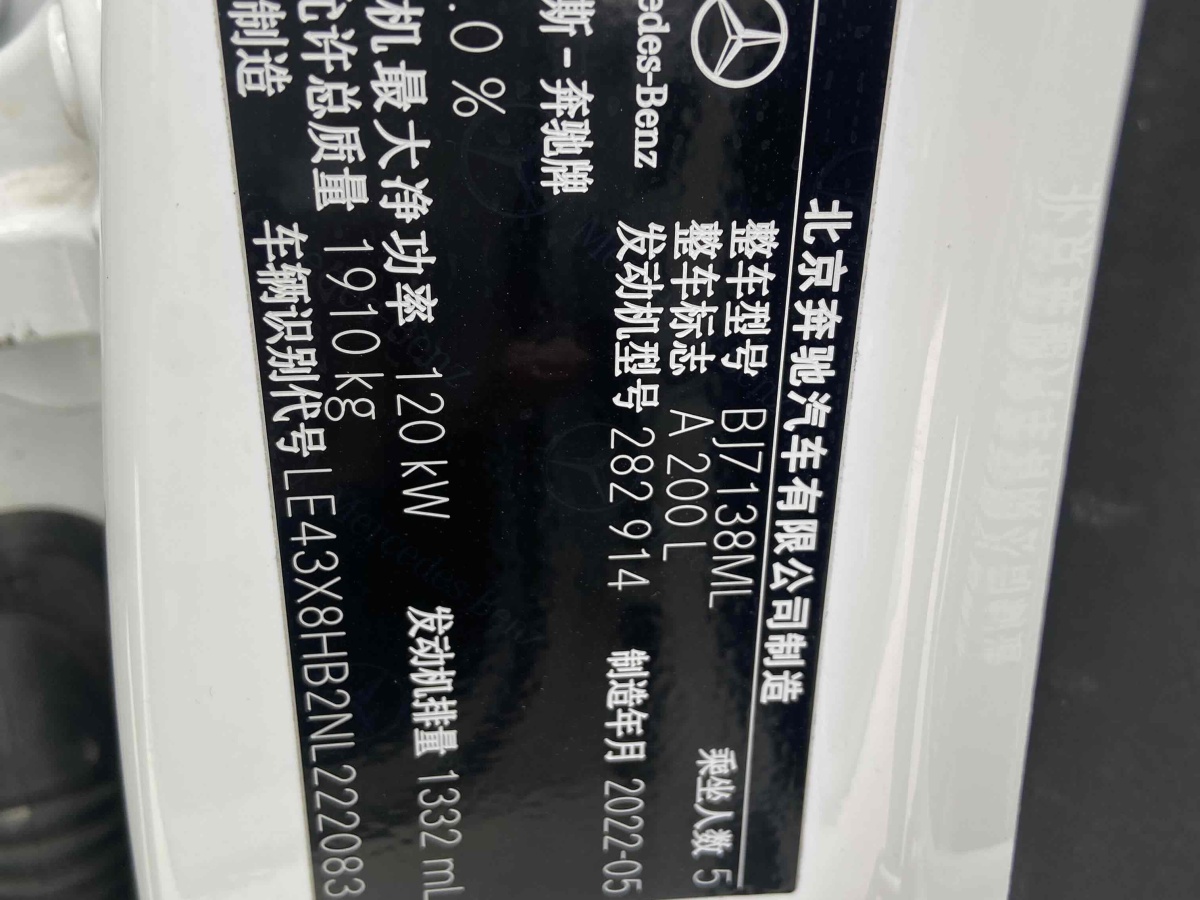 北京奔驰汽车有限公司制造
整车型号 BJ7138ML 乘坐人数 5
整车标志 A 200 L
发动机型号 282 914 制造年月 2022-05
edes-Benz
斯-奔驰牌
.0 %
机最大净功率 120 kW 发动机排量 1332 mL
许总质量 1910 kg
车辆识别代号 LE43X8HB2NL222083
制造